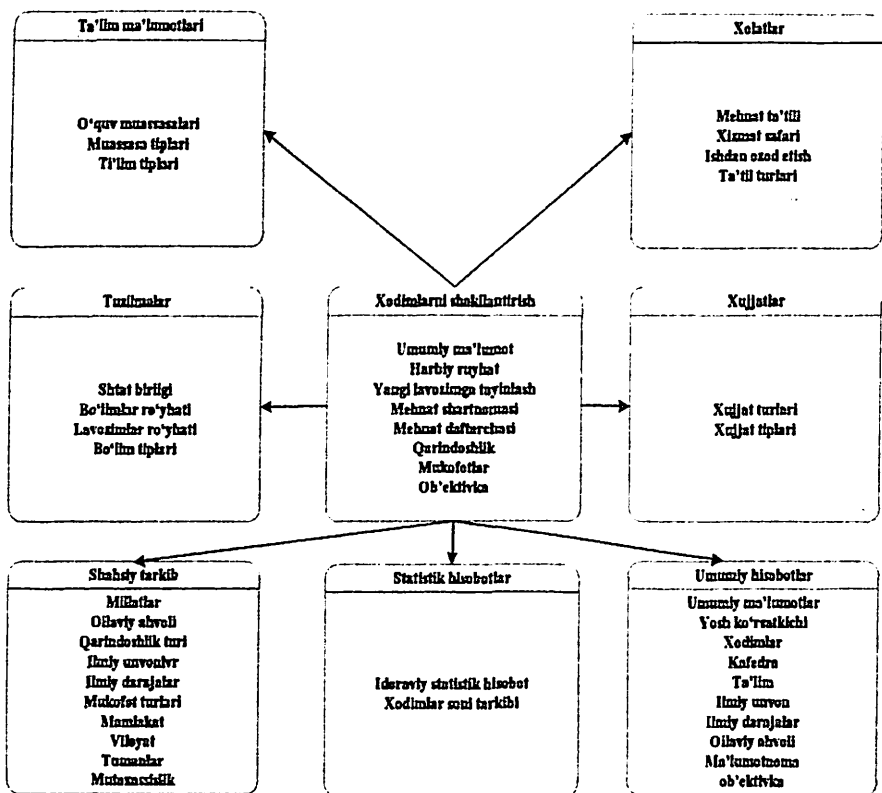 Ta'lim ma'lumotlari
O'quv muassasalari
Muassasa tiplari
Ti'lim tiplari
Xolatlar
Mehnat ta'tili
Xizmat safari
Ishdan ozod etish
Ta'til turlari
Tuzilmalar
Shtat birligi
Bo'limlar ro'yhati
Lavozimlar ro'yhati
Bo'lim tiplari
Xodimlarni shakilantirish
Umumiy ma'lumot
Harbiy ruyhat
Yangi lavozimga tayinlash
Mehnat shartnomasi
Mehnat daftarchasi
Qarindoshlik
Mukofotlar
Ob'ektivka
Xujjatlar
Xujjat turlari
Xujjat tiplari
Shahsiy tarkib
Millatlar
Oilaviy ahvoli
Qarindoshlik turi
Ilmiy unvonlvr
Ilmiy darajalar
Mukofot turlari
Mamlakat
Viloyat
Tumanlar
Mutaxassislik
Statistik hisobotlar
Idoraviy statistik hisobot
Xodimlar soni tarkibi
Umumiy hisobotlar
Umumiy ma'lumotlar
Yosh ko'rsatkichi
Xodimlar
Kafedra
Ta'lim
Ilmiy unvon
Ilmiy darajalar
Oilaviy ahvoli
Ma'lumotnoma
ob'ektivka